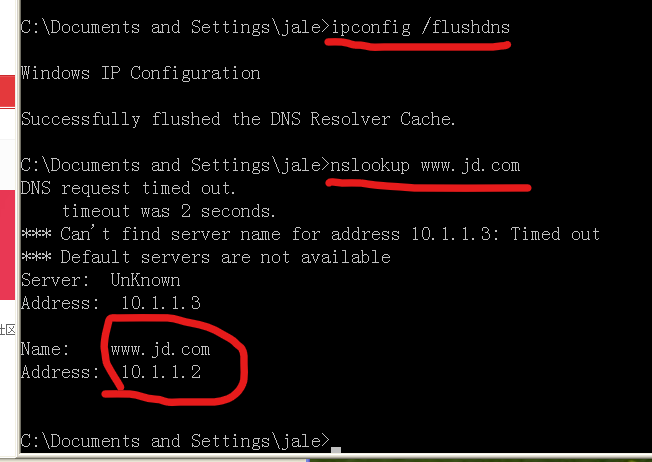 C:\Documents and Settings\jale>ipconfig /flushdns
Windows IP Configuration
Successfully flushed the DNS Resolver Cache.
C:\Documents and Settings\jale>nslookup www.jd.com
DNS request timed out.
timeout was 2 seconds.
*** Can't find server name for address 10.1.1.3: Timed out
*** Default servers are not available
Server:  UnKnown
Address:  10.1.1.3
社区
Name:    www.jd.com
Address:  10.1.1.2
C:\Documents and Settings\jale>